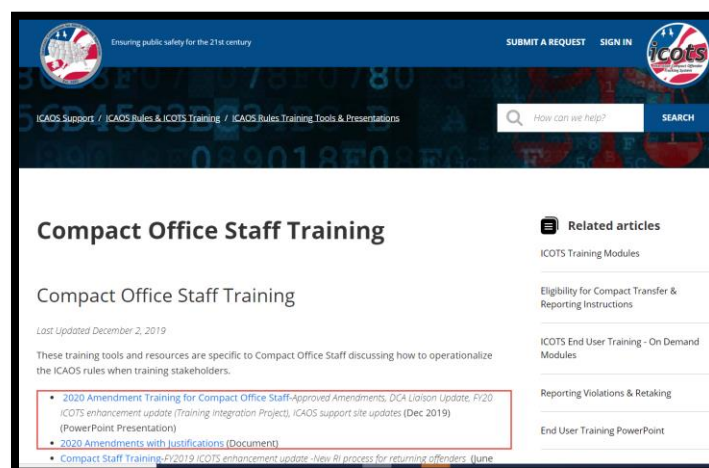 Ensuring public safety for the 21st century
SUBMIT A REQUEST SIGN IN
icots
ICAOS Support / ICAOS Rules & ICOTS Training / ICAOS Rules Training Tools & Presentations
How can we help?
SEARCH
Compact Office Staff Training
Compact Office Staff Training
Last Updated December 2, 2019
These training tools and resources are specific to Compact Office Staff discussing how to operationalize
the ICAOS rules when training stakeholders.
• 2020 Amendment Training for Compact Office Staff-Approved Amendments, DCA Liaison Update, FY20
ICOTS enhancement update (Training Integration Project), ICAOS support site updates (Dec 2019)
(PowerPoint Presentation)
• 2020 Amendments with Justifications (Document)
• Compact Staff Training-FY2019 ICOTS enhancement update -New RI process for returning offenders (June
Related articles
ICOTS Training Modules
Eligibility for Compact Transfer &
Reporting Instructions
ICOTS End User Training - On Demand
Modules
Reporting Violations & Retaking
End User Training PowerPoint